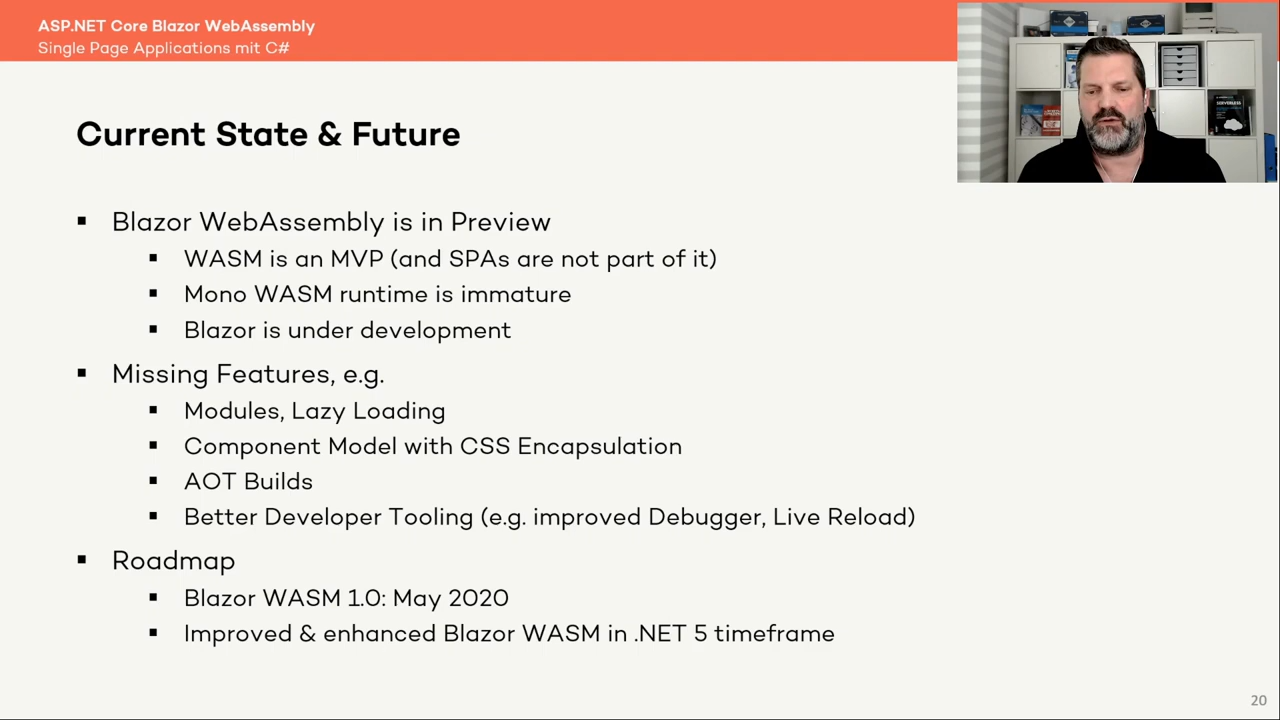 ASP.NET Core Blazor WebAssembly
Single Page Applications mit C#
SERVERLESS
Current State & Future
▪ Blazor WebAssembly is in Preview
▪ WASM is an MVP (and SPAs are not part of it)
▪ Mono WASM runtime is immature
▪ Blazor is under development
▪ Missing Features, e.g.
▪ Modules, Lazy Loading
▪ Component Model with CSS Encapsulation
▪ AOT Builds
▪ Better Developer Tooling (e.g. improved Debugger, Live Reload)
▪ Roadmap
▪ Blazor WASM 1.0: May 2020
▪ Improved & enhanced Blazor WASM in .NET 5 timeframe
20